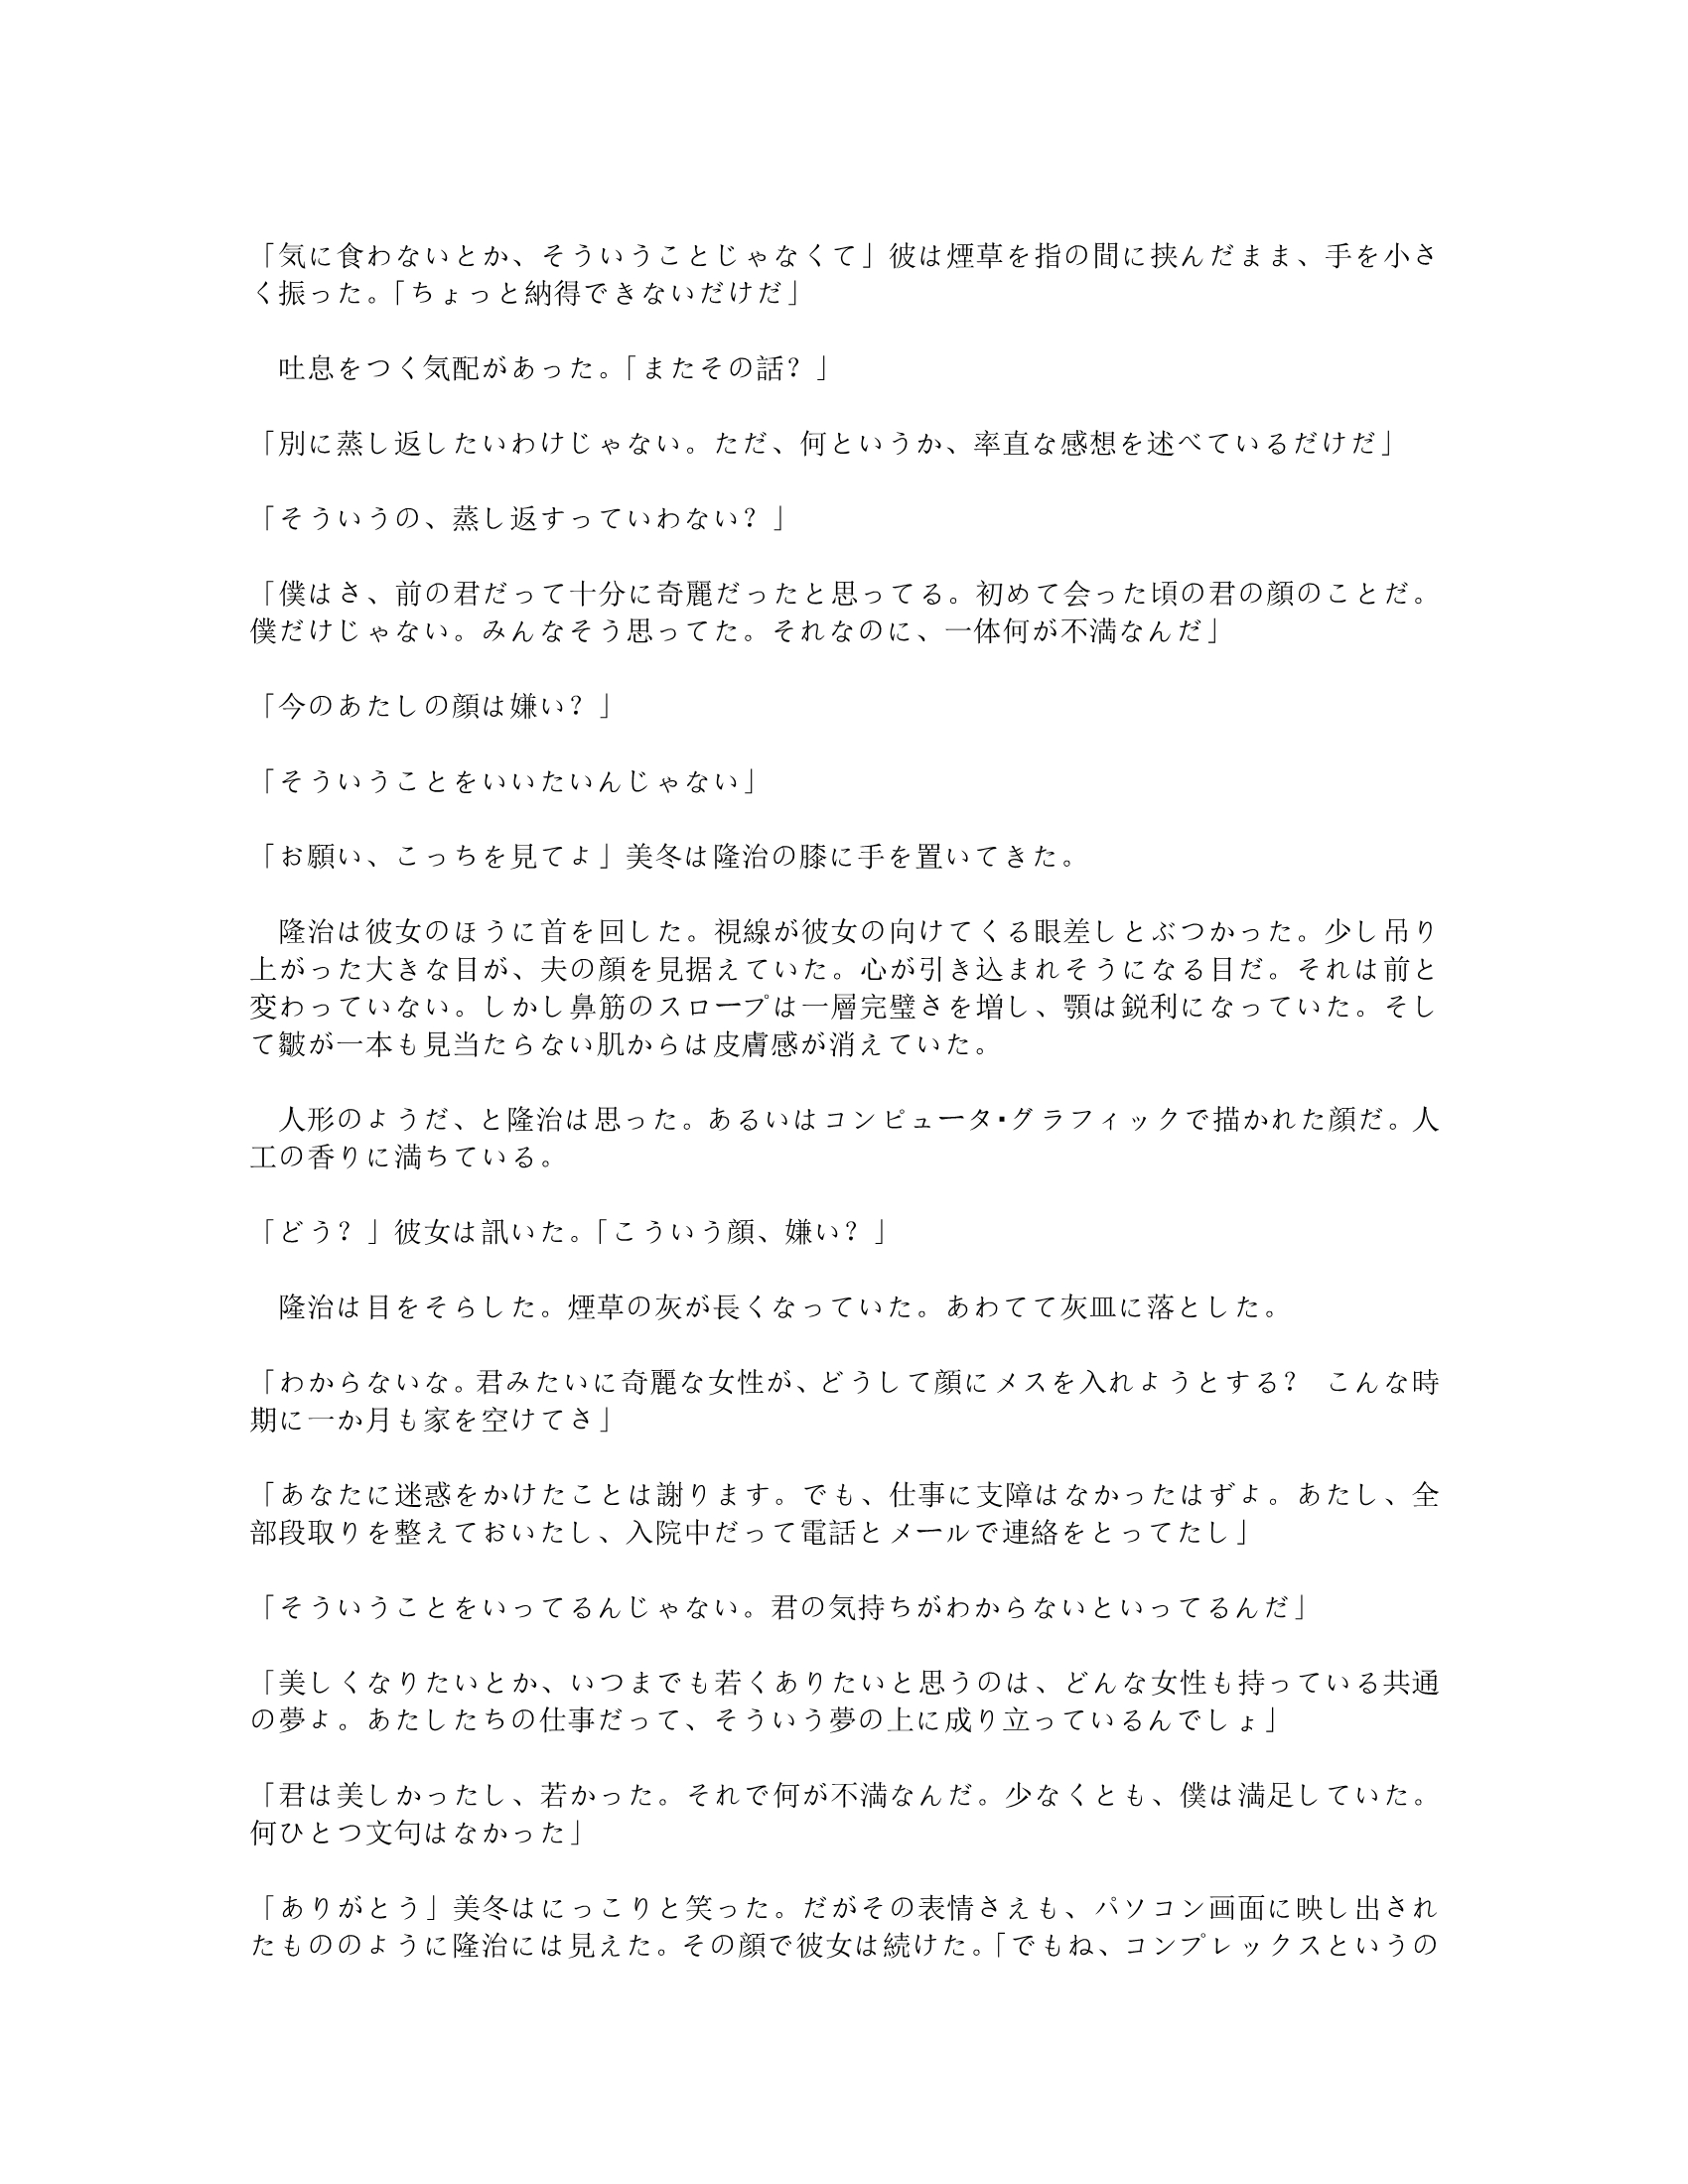 「気に食わないとか、そういうことじゃなくて」彼は煙草を指の間に挟んだまま、手を小さ
く振った。「ちょっと納得できないだけだ」
　吐息をつく気配があった。「またその話？」
「別に蒸し返したいわけじゃない。ただ、何というか、率直な感想を述べているだけだ」
「そういうの、蒸し返すっていわない？」
「僕はさ、前の君だって十分に奇麗だったと思ってる。初めて会った頃の君の顔のことだ。
僕だけじゃない。みんなそう思ってた。それなのに、一体何が不満なんだ」
「今のあたしの顔は嫌い？」
「そういうことをいいたいんじゃない」
「お願い、こっちを見てよ」美冬は隆治の膝に手を置いてきた。
　隆治は彼女のほうに首を回した。視線が彼女の向けてくる眼差しとぶつかった。少し吊り
上がった大きな目が、夫の顔を見据えていた。心が引き込まれそうになる目だ。それは前と
変わっていない。しかし鼻筋のスロープは一層完璧さを増し、顎は鋭利になっていた。そし
て皺が一本も見当たらない肌からは皮膚感が消えていた。
　人形のようだ、と隆治は思った。あるいはコンピュータ・グラフィックで描かれた顔だ。人
工の香りに満ちている。
「どう？」彼女は訊いた。「こういう顔、嫌い？」
　隆治は目をそらした。煙草の灰が長くなっていた。あわてて灰皿に落とした。
「わからないな。君みたいに奇麗な女性が、どうして顔にメスを入れようとする？　こんな時
期に一か月も家を空けてさ」
「あなたに迷惑をかけたことは謝ります。でも、仕事に支障はなかったはずよ。あたし、全
部段取りを整えておいたし、入院中だって電話とメールで連絡をとってたし」
「そういうことをいってるんじゃない。君の気持ちがわからないといってるんだ」
「美しくなりたいとか、いつまでも若くありたいと思うのは、どんな女性も持っている共通
の夢よ。あたしたちの仕事だって、そういう夢の上に成り立っているんでしょ」
「君は美しかったし、若かった。それで何が不満なんだ。少なくとも、僕は満足していた。
何ひとつ文句はなかった」
「ありがとう」美冬はにっこりと笑った。だがその表情さえも、パソコン画面に映し出され
たもののように隆治には見えた。その顔で彼女は続けた。「でもね、コンプレックスというの